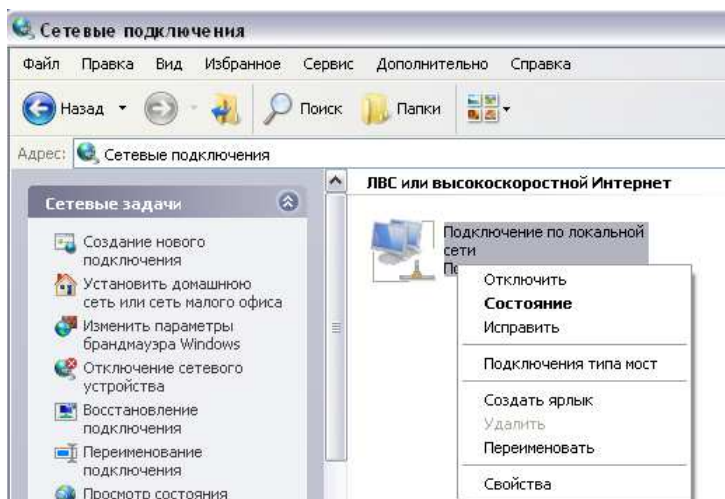 Сетевые подключения
Файл Правка Вид Избранное Сервис Дополнительно Справка
Назад Поиск Папки
Адрес: Сетевые подключения
Сетевые задачи
Создание нового
подключения
Установить домашнюю
сеть или сеть малого офиса
Изменить параметры
брандмауэра Windows
Отключение сетевого
устройства
Восстановление
подключения
Переименование
подключения
Просмотр состояния
ЛВС или высокоскоростной Интернет
Подключение по локальной
сети
Отключить
Состояние
Исправить
Подключения типа мост
Создать ярлык
Удалить
Переименовать
Свойства